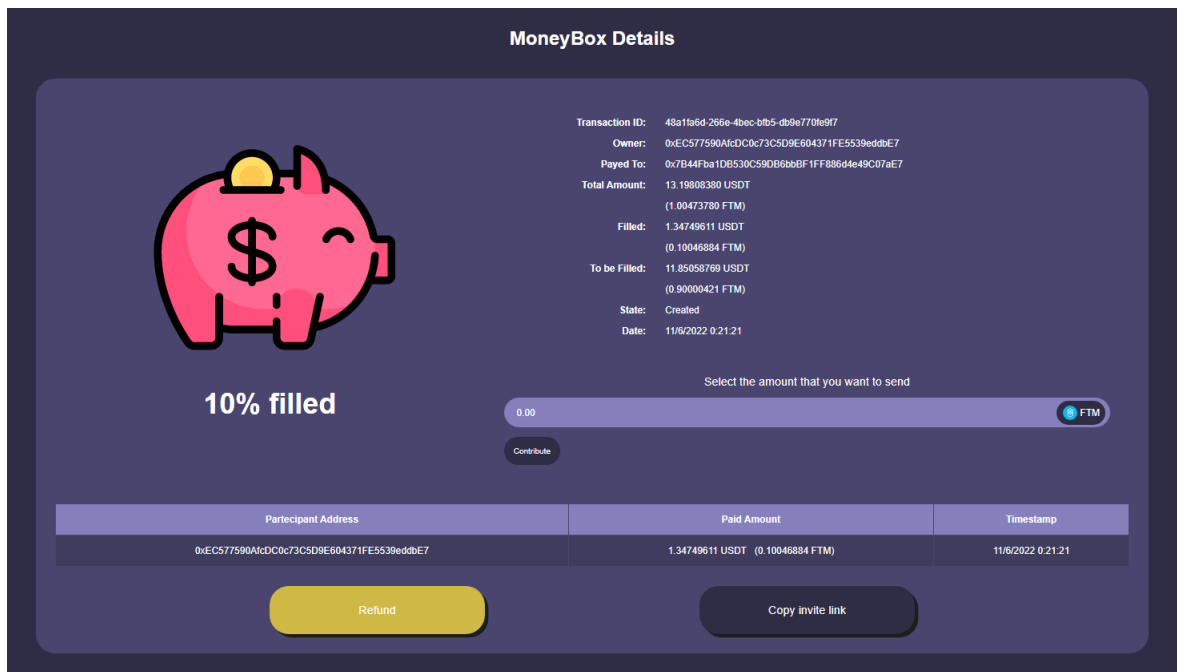 MoneyBox Details
Transaction ID: 48a1fa6d-266e-4bec-bfb5-db9e770fe9f7
Owner: 0xEC577590AfcDC0c73C5D9E604371FE5539eddbE7
Payed To: 0x7B44Fba1DB530C59DB6bbBF1FF886d4e49C07aE7
Total Amount: 13.19808380 USDT
(1.00473780 FTM)
Filled: 1.34749611 USDT
(0.10046884 FTM)
To be Filled: 11.85058769 USDT
(0.90000421 FTM)
State: Created
Date: 11/6/2022 0:21:21
$
10% filled
Select the amount that you want to send
0.00 FTM
Contribute
Partecipant Address Paid Amount Timestamp
0xEC577590AfcDC0c73C5D9E604371FE5539eddbE7 1.34749611 USDT (0.10046884 FTM) 11/6/2022 0:21:21
Refund Copy invite link